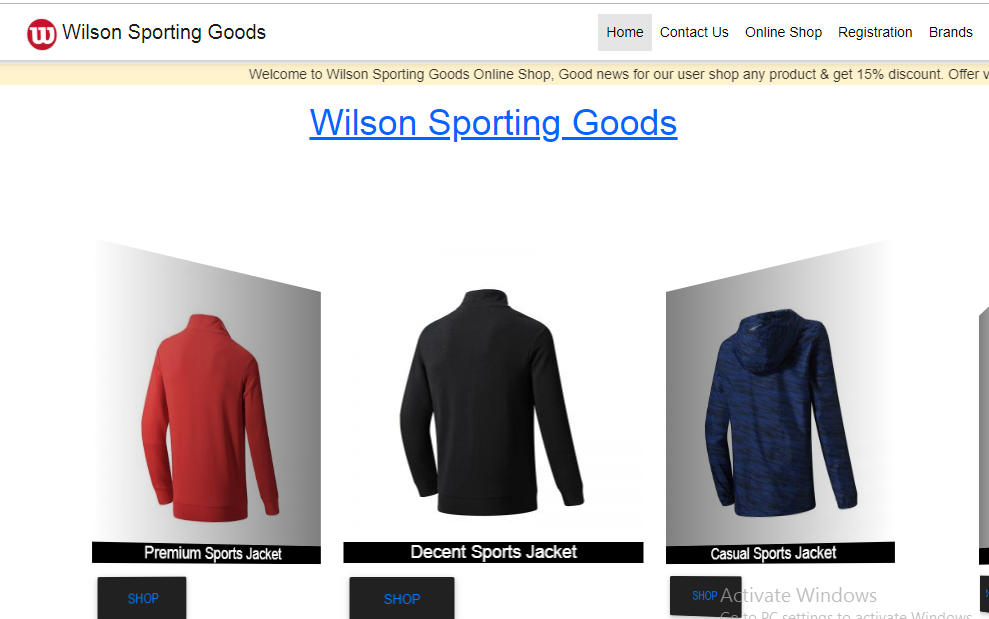 Wilson Sporting Goods
Home Contact Us Online Shop Registration Brands
Welcome to Wilson Sporting Goods Online Shop, Good news for our user shop any product & get 15% discount. Offer
Wilson Sporting Goods
Premium Sports Jacket
Decent Sports Jacket
Casual Sports Jacket
SHOP
SHOP
SHOP
Activate Windows
Go to PC settings to activate Windows.